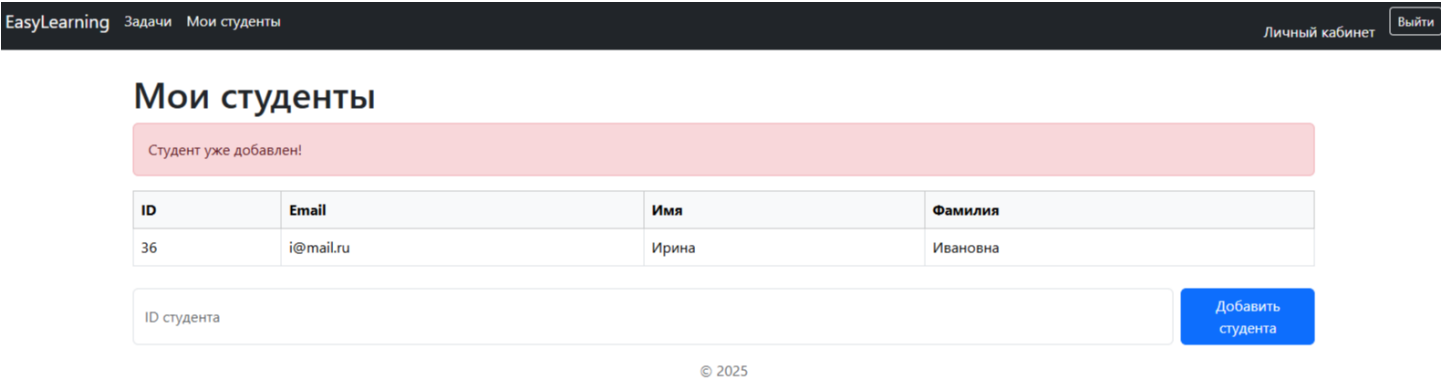 EasyLearning Задачи Мои студенты Личный кабинет Выйти
Мои студенты
Студент уже добавлен!
ID Email Имя Фамилия
36 i@mail.ru Ирина Ивановна
ID студента
Добавить
студента
© 2025